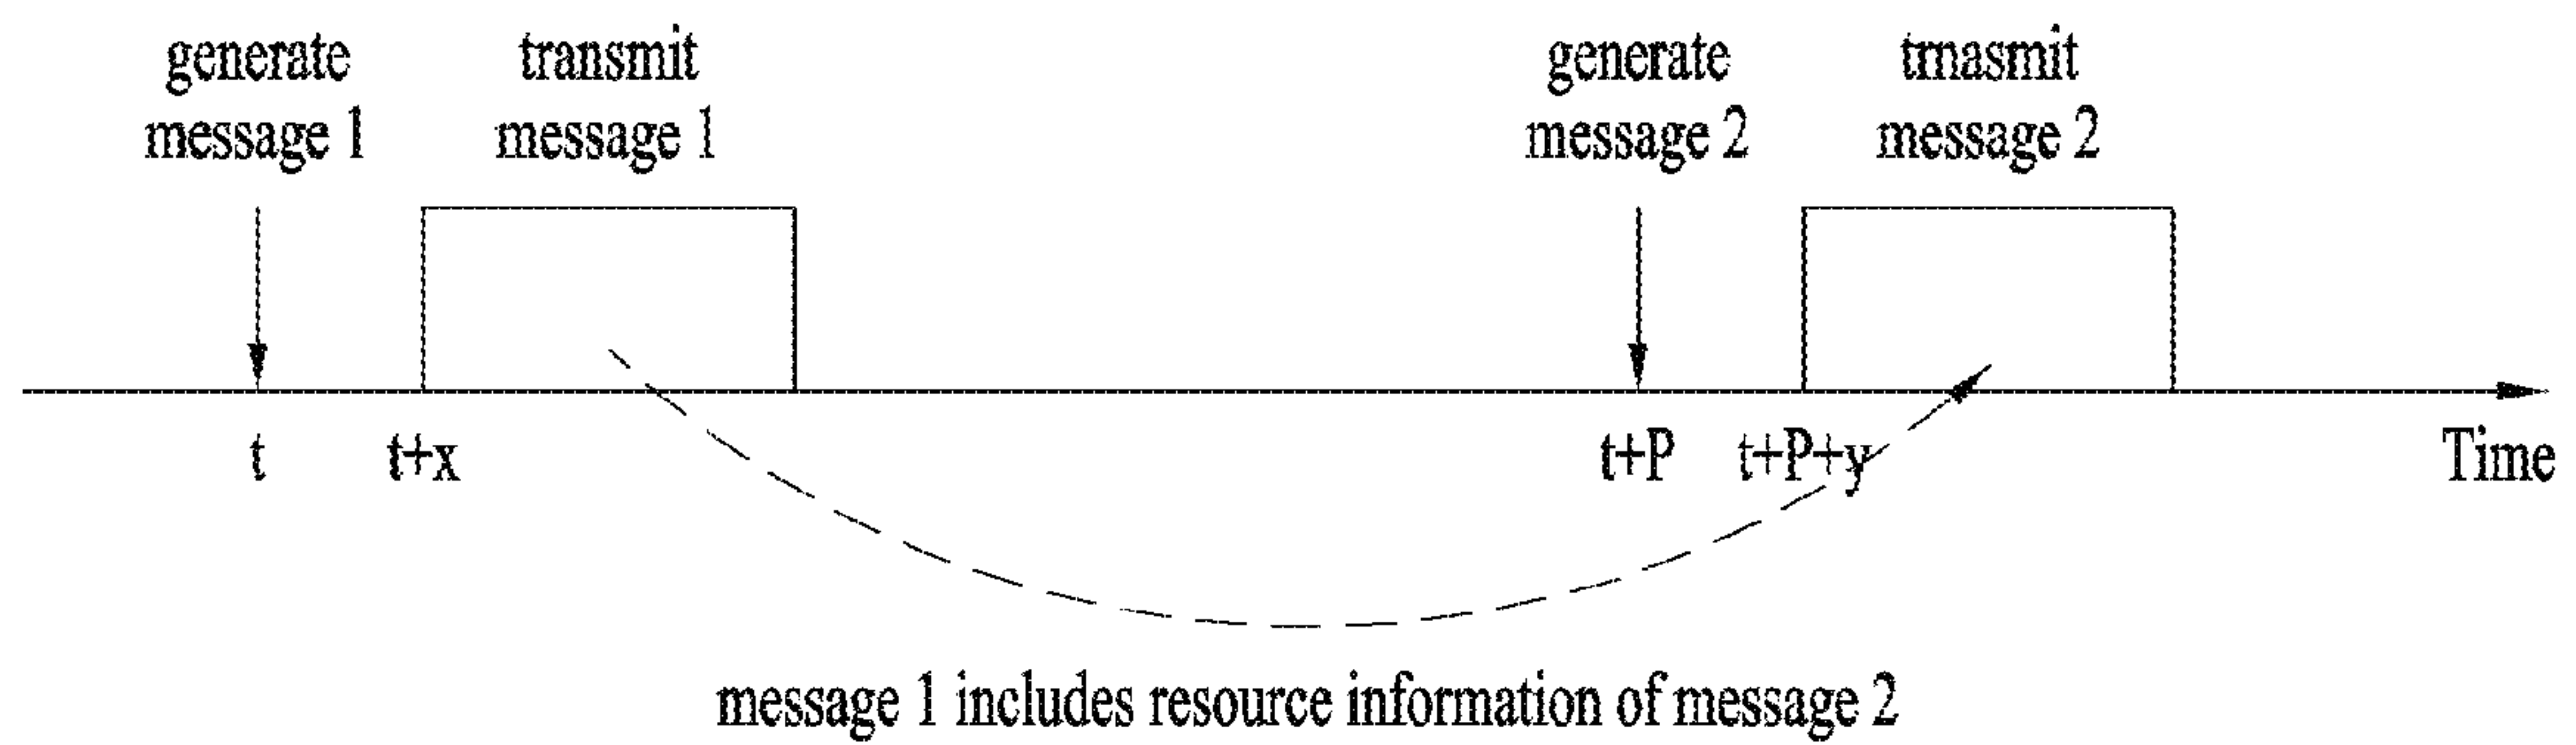 generate
message 1
transmit
message 1
generate
message 2
trnasmit
message 2
t
t+x
t+P
t+P+y
Time
message 1 includes resource information of message 2